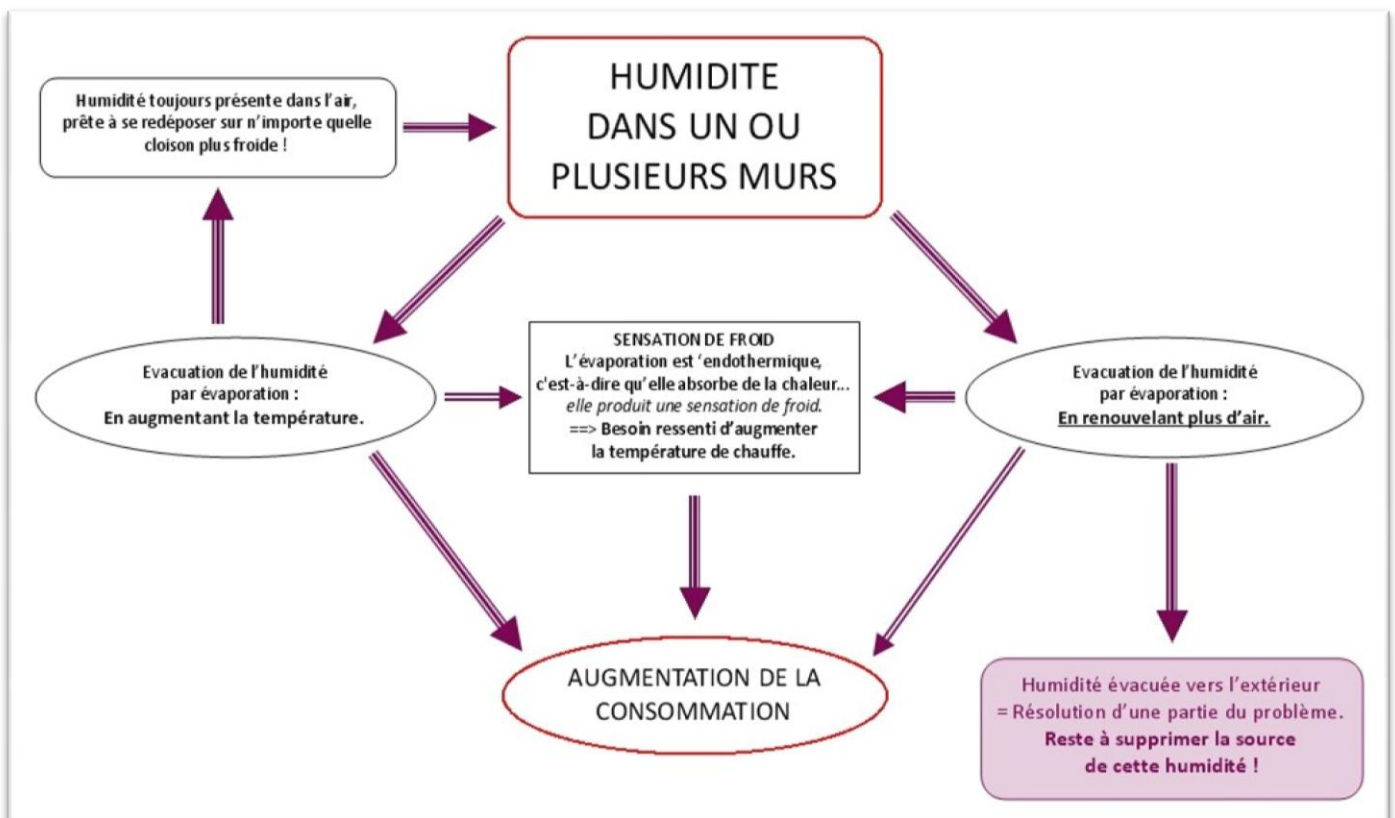 HUMIDITE
DANS UN OU
PLUSIEURS MURS
Humidité toujours présente dans l’air,
prête à se redéposer sur n’importe quelle
cloison plus froide !
Evacuation de l’humidité
par évaporation :
En augmentant la température.
SENSATION DE FROID
L’évaporation est ‘endothermique,
c'est-à-dire qu’elle absorbe de la chaleur...
elle produit une sensation de froid.
==> Besoin ressenti d’augmenter
la température de chauffe.
Evacuation de l’humidité
par évaporation :
En renouvelant plus d’air.
AUGMENTATION DE LA
CONSOMMATION
Humidité évacuée vers l’extérieur
= Résolution d’une partie du problème.
Reste à supprimer la source
de cette humidité !